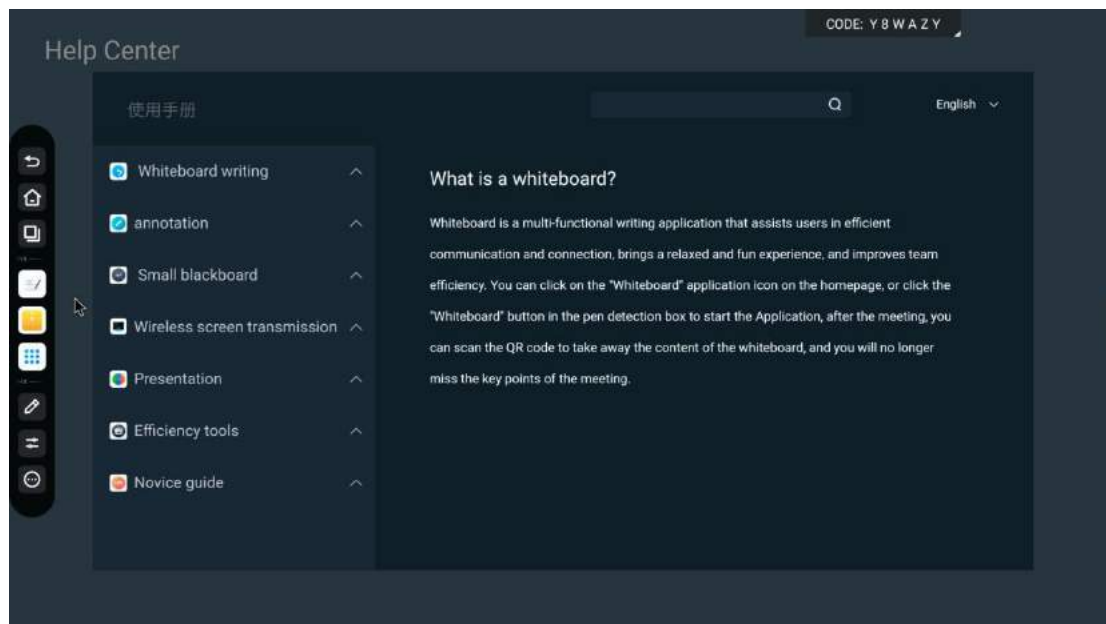 CODE: Y8WAZY
Help Center
使用手册
English
Whiteboard writing
annotation
Small blackboard
Wireless screen transmission
Presentation
Efficiency tools
Novice guide
What is a whiteboard?
Whiteboard is a multi-functional writing application that assists users in efficient
communication and connection, brings a relaxed and fun experience, and improves team
efficiency. You can click on the "Whiteboard" application icon on the homepage, or click the
"Whiteboard" button in the pen detection box to start the Application, after the meeting, you
can scan the QR code to take away the content of the whiteboard, and you will no longer
miss the key points of the meeting.